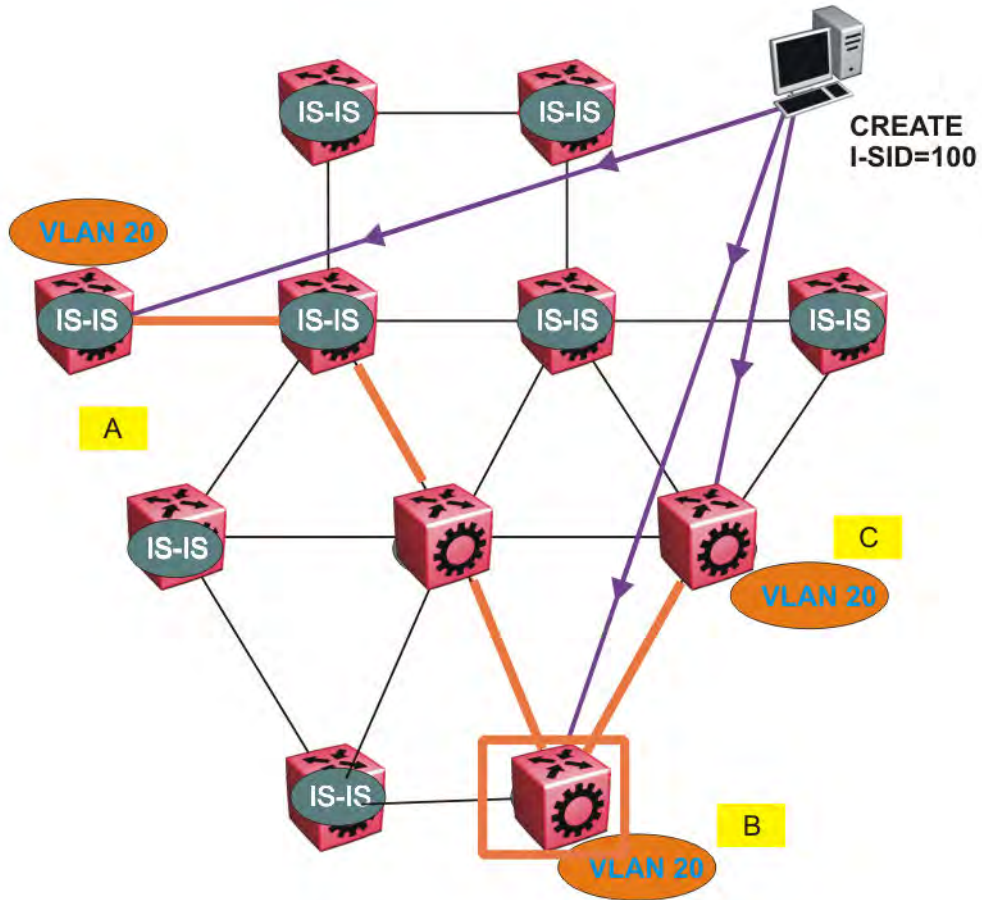 IS-IS
IS-IS
CREATE
I-SID=100
VLAN 20
IS-IS
IS-IS
IS-IS
IS-IS
A
IS-IS
C
VLAN 20
IS-IS
B
VLAN 20